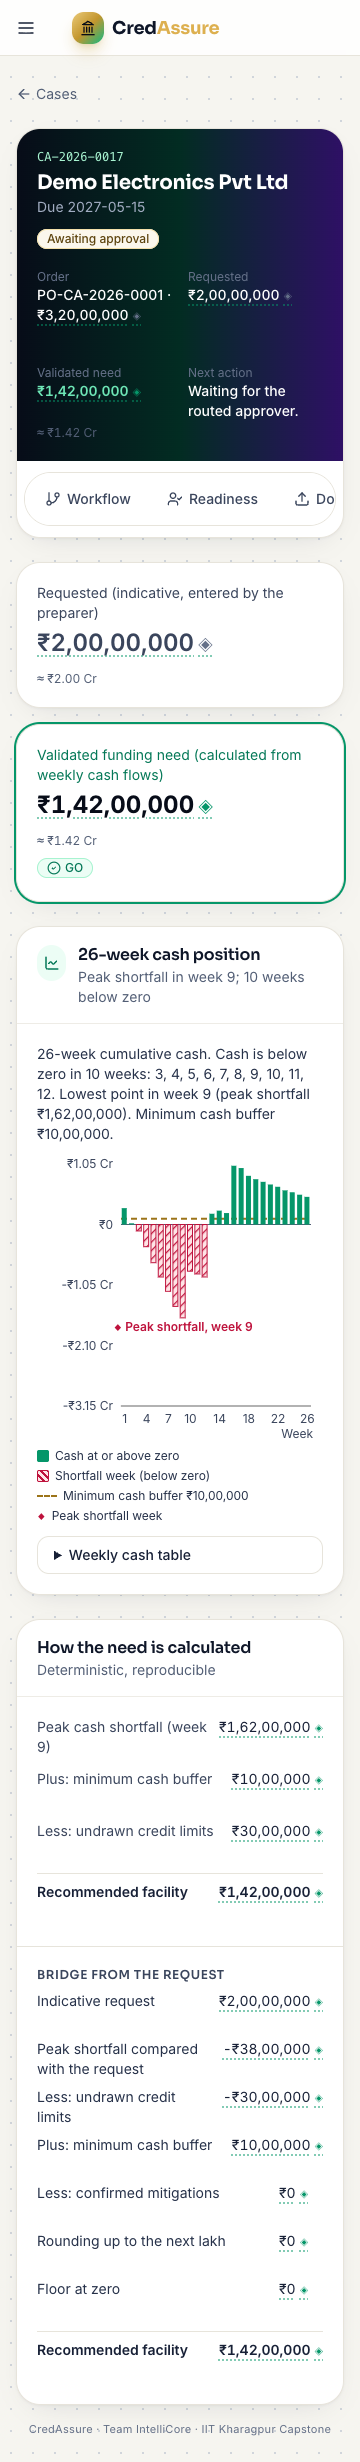 CredAssure
← Cases
CA-2026-0017
Demo Electronics Pvt Ltd
Due 2027-05-15
Awaiting approval
Order
PO-CA-2026-0001 ·
₹3,20,00,000
Requested
₹2,00,00,000
Validated need
₹1,42,00,000
≈ ₹1.42 Cr
Next action
Waiting for the
routed approver.
Workflow Readiness Do
Requested (indicative, entered by the
preparer)
₹2,00,00,000
≈ ₹2.00 Cr
Validated funding need (calculated from
weekly cash flows)
₹1,42,00,000
≈ ₹1.42 Cr
GO
26-week cash position
Peak shortfall in week 9; 10 weeks
below zero
26-week cumulative cash. Cash is below
zero in 10 weeks: 3, 4, 5, 6, 7, 8, 9, 10, 11,
12. Lowest point in week 9 (peak shortfall
₹1,62,00,000). Minimum cash buffer
₹10,00,000.
₹1.05 Cr
₹0
-₹1.05 Cr
Peak shortfall, week 9
-₹2.10 Cr
-₹3.15 Cr
1 4 7 10 14 18 22 26
Week
Cash at or above zero
Shortfall week (below zero)
Minimum cash buffer ₹10,00,000
Peak shortfall week
▶ Weekly cash table
How the need is calculated
Deterministic, reproducible
Peak cash shortfall (week
9)
₹1,62,00,000
Plus: minimum cash buffer ₹10,00,000
Less: undrawn credit limits ₹30,00,000
Recommended facility ₹1,42,00,000
BRIDGE FROM THE REQUEST
Indicative request ₹2,00,00,000
Peak shortfall compared
with the request
-₹38,00,000
Less: undrawn credit
limits
-₹30,00,000
Plus: minimum cash buffer ₹10,00,000
Less: confirmed mitigations ₹0
Rounding up to the next lakh ₹0
Floor at zero ₹0
Recommended facility ₹1,42,00,000
CredAssure · Team IntelliCore · IIT Kharagpur Capstone